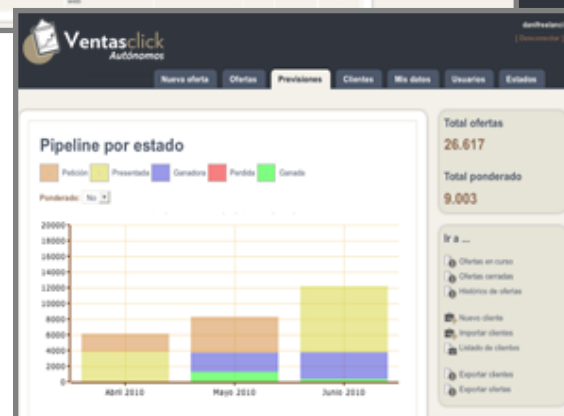 Ventasclick
Autónomos
danifreelance
[ Desconectar ]
Nueva oferta Ofertas Previsiones Clientes Mis datos Usuarios Estados
Pipeline por estado
Petición Presentada Ganadora Perdida Ganada
Ponderado: No
20000
18000
16000
14000
12000
10000
8000
6000
4000
2000
0
Abril 2010 Mayo 2010 Junio 2010
Total ofertas
26.617
Total ponderado
9.003
Ir a ...
Ofertas en curso
Ofertas cerradas
Histórico de ofertas
Nuevo cliente
Importar clientes
Listado de clientes
Exportar clientes
Exportar ofertas